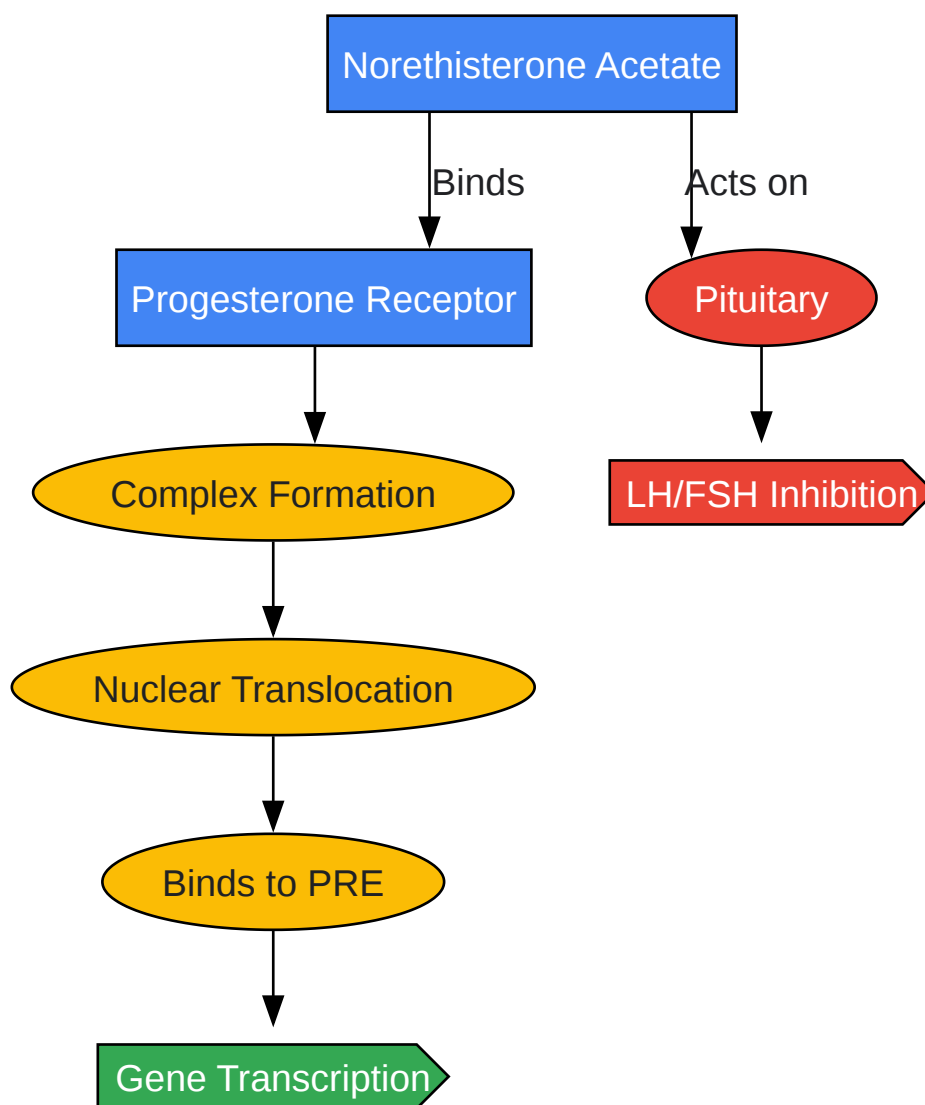 Norethisterone Acetate
Binds
Acts on
Progesterone Receptor
Pituitary
Complex Formation
LH/FSH Inhibition
Nuclear Translocation
Binds to PRE
Gene Transcription